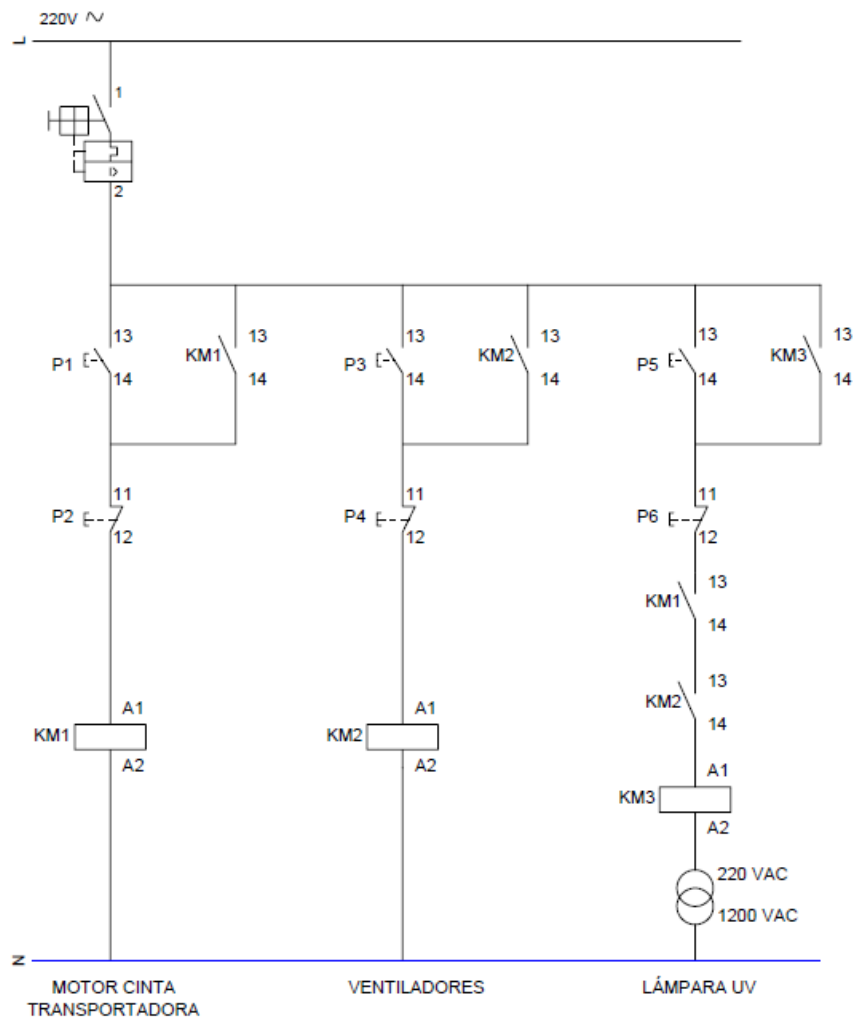 220V ~
L
1
2
13
13
13
13
13
13
P1
KM1
P3
KM2
P5
KM3
14
14
14
14
14
14
11
11
11
P2
P4
P6
12
12
12
13
KM1
14
13
KM2
14
A1
A1
KM1
KM2
A2
A2
A1
KM3
A2
220 VAC
1200 VAC
N
MOTOR CINTA
TRANSPORTADORA
VENTILADORES
LÁMPARA UV